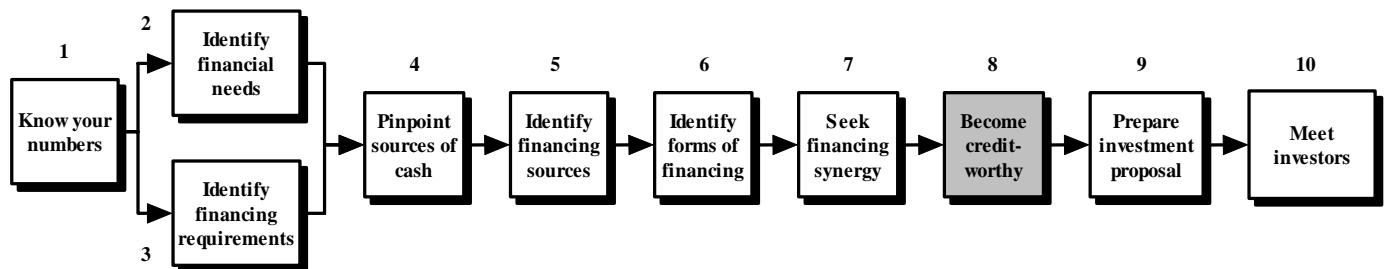 1
Know your
numbers
2
Identify
financial
needs
3
Identify
financing
requirements
4
Pinpoint
sources of
cash
5
Identify
financing
sources
6
Identify
forms of
financing
7
Seek
financing
synergy
8
Become
credit-
worthy
9
Prepare
investment
proposal
10
Meet
investors